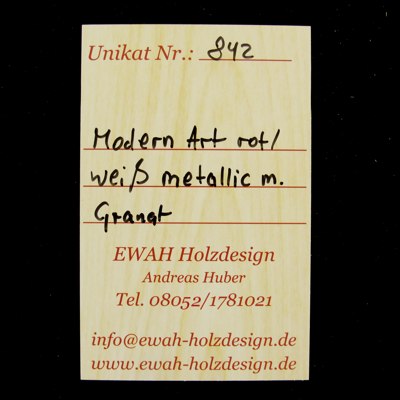 Unikat Nr.: 842
Modern Art rot/
weiß metallic m.
Granat
EWAH Holzdesign
Andreas Huber
Tel. 08052/1781021
info@ewah-holzdesign.de
www.ewah-holzdesign.de